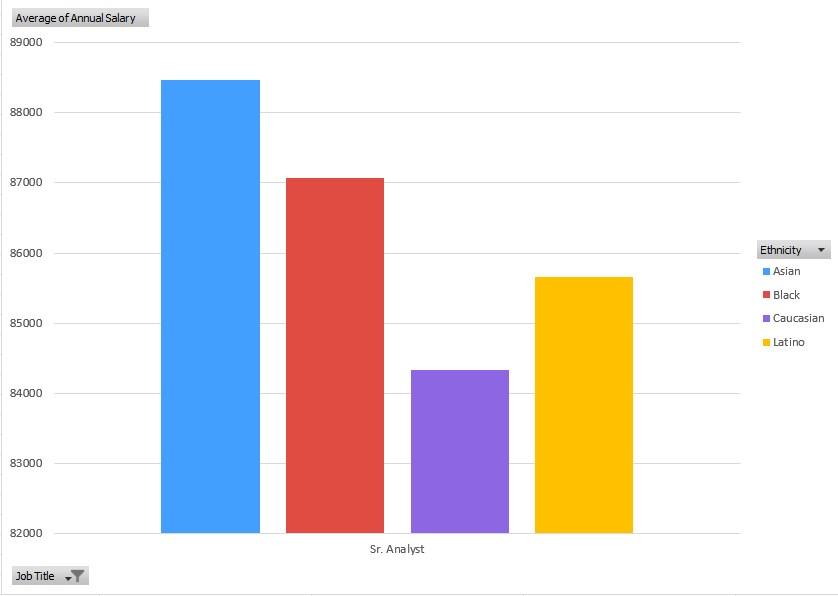 Average of Annual Salary
89000
88000
87000
86000
85000
84000
83000
82000
Sr. Analyst
Ethnicity
Asian
Black
Caucasian
Latino
Job Title